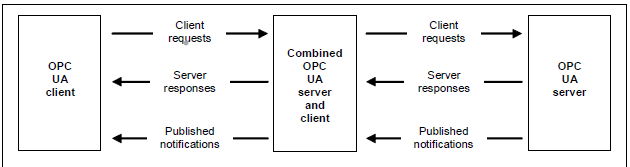 Client
requests
Client
requests
OPC
UA
client
Combined
OPC
UA
server
and
client
OPC
UA
server
Server
responses
Server
responses
Published
notifications
Published
notifications